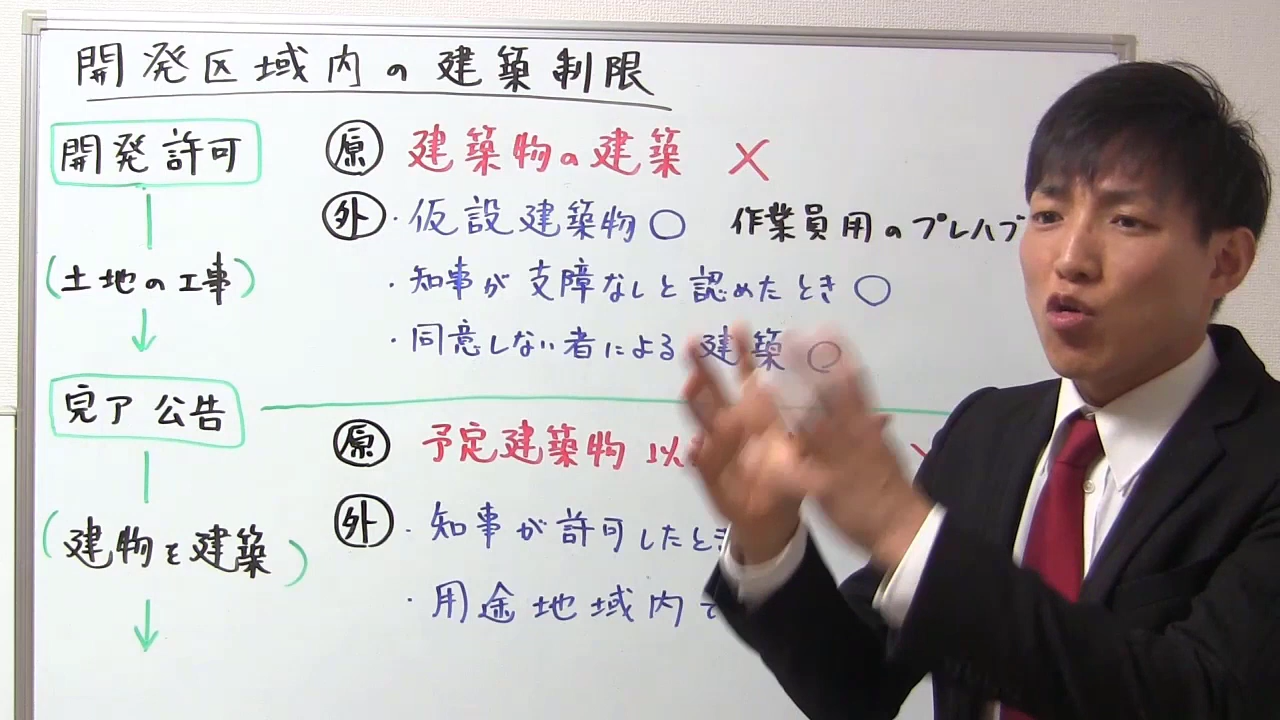 開発区域内の建築制限
開発許可
原 建築物の建築 ×
外 ・仮設建築物○ 作業員用のプレハブ
(土地の工事)
・知事が支障なしと認めたとき○
・同意しない者による建築○
完了公告
原 予定建築物以
外 ・知事が許可したとき
(建物を建築)
・用途地域内で